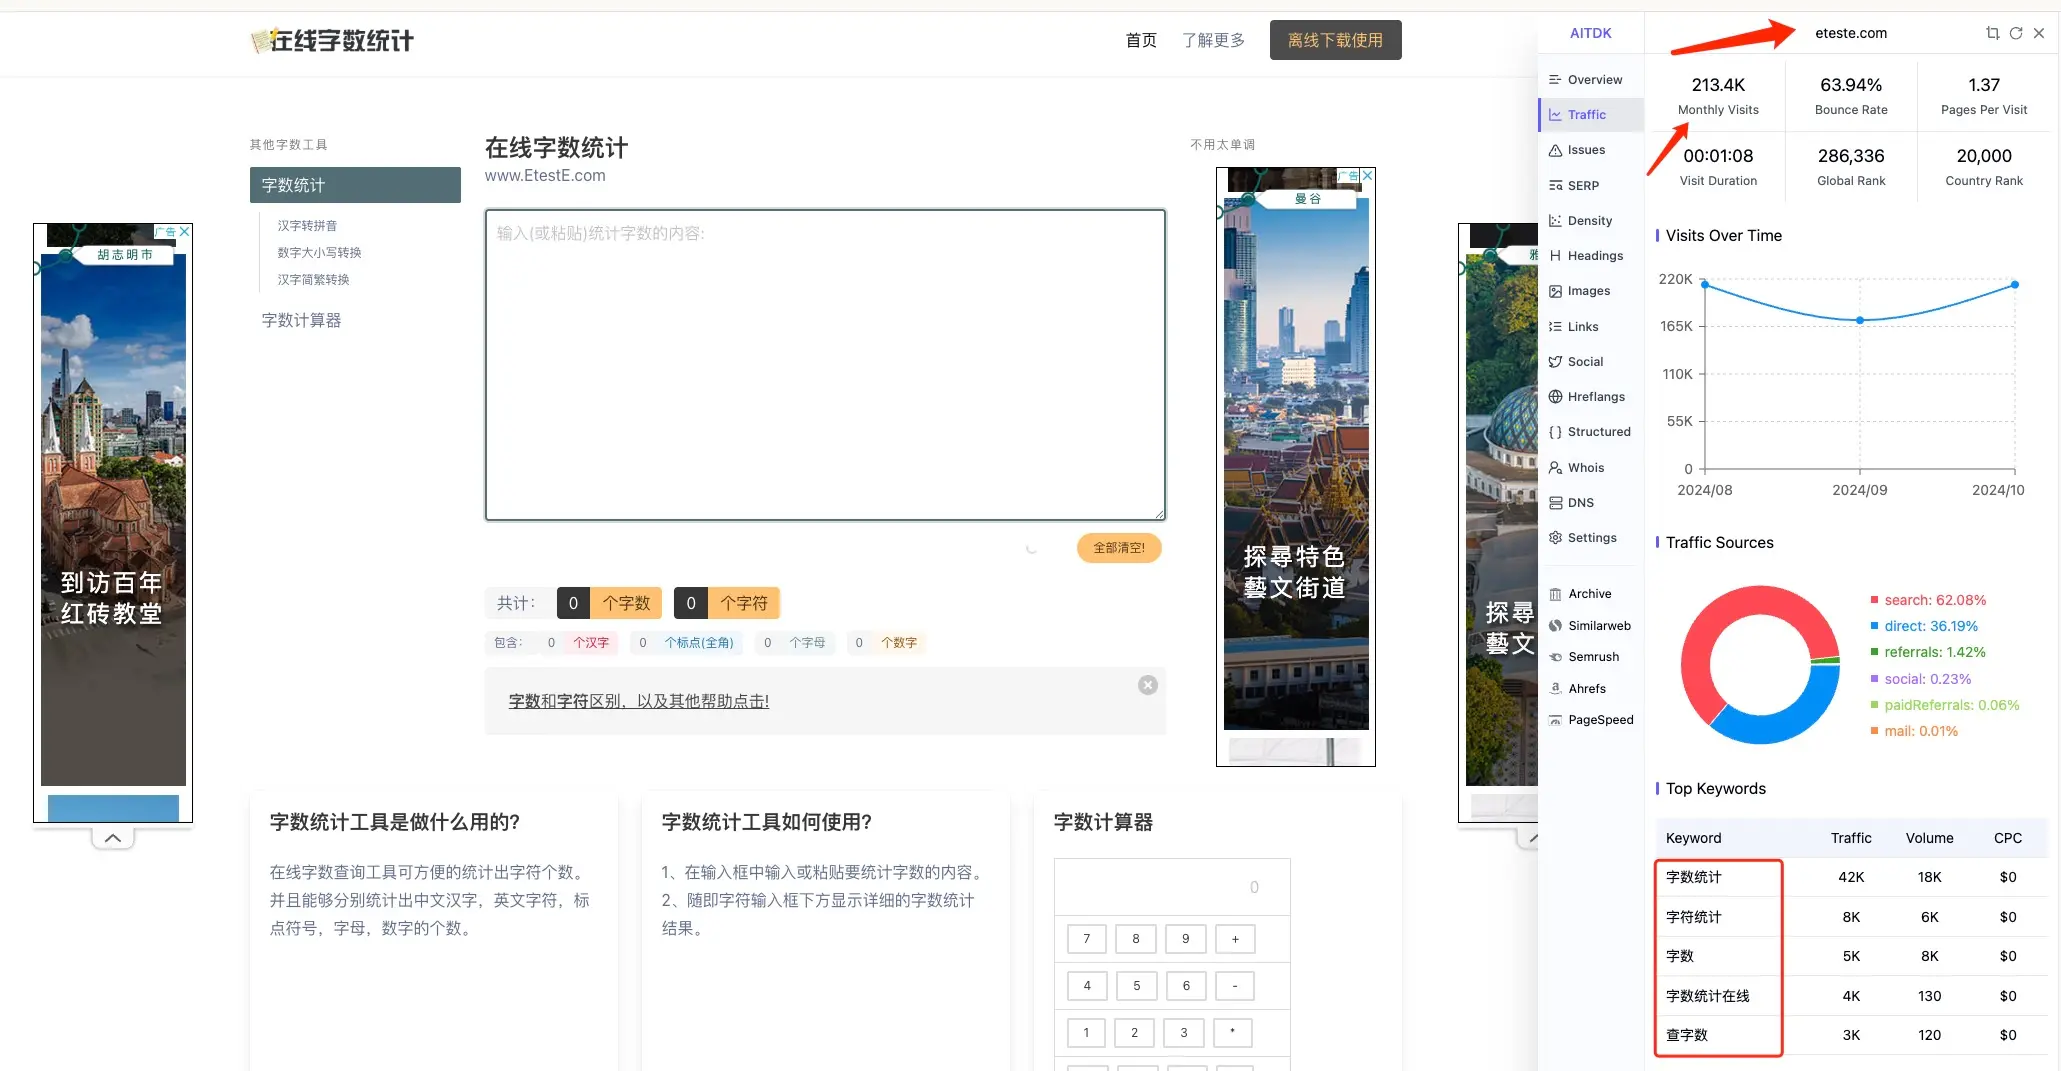 在线字数统计
首页
了解更多
离线下载使用
其他字数工具
字数统计
汉字转拼音
数字大小写转换
汉字简繁转换
字数计算器
在线字数统计
www.EtestE.com
输入(或粘贴)统计字数的内容:
全部清空!
共计: 0 个字数 0 个字符
包含: 0 个汉字 0 个标点(全角) 0 个字母 0 个数字
字数和字符区别，以及其他帮助点击!
不用太单调
广告
胡志明市
到访百年
红砖教堂
广告
曼谷
探尋特色
藝文街道
雅
探尋
藝文
字数统计工具是做什么用的?
在线字数查询工具可方便的统计出字符个数。
并且能够分别统计出中文汉字，英文字符，标
点符号，字母，数字的个数。
字数统计工具如何使用?
1、在输入框中输入或粘贴要统计字数的内容。
2、随即字符输入框下方显示详细的字数统计
结果。
字数计算器
0
7 8 9 +
4 5 6 -
1 2 3 *
AITDK
Overview
Traffic
Issues
SERP
Density
Headings
Images
Links
Social
Hreflangs
Structured
Whois
DNS
Settings
Archive
Similarweb
Semrush
Ahrefs
PageSpeed
eteste.com
213.4K 63.94% 1.37
Monthly Visits Bounce Rate Pages Per Visit
00:01:08 286,336 20,000
Visit Duration Global Rank Country Rank
Visits Over Time
220K
165K
110K
55K
0
2024/08 2024/09 2024/10
Traffic Sources
search: 62.08%
direct: 36.19%
referrals: 1.42%
social: 0.23%
paidReferrals: 0.06%
mail: 0.01%
Top Keywords
Keyword Traffic Volume CPC
字数统计 42K 18K $0
字符统计 8K 6K $0
字数 5K 8K $0
字数统计在线 4K 130 $0
查字数 3K 120 $0